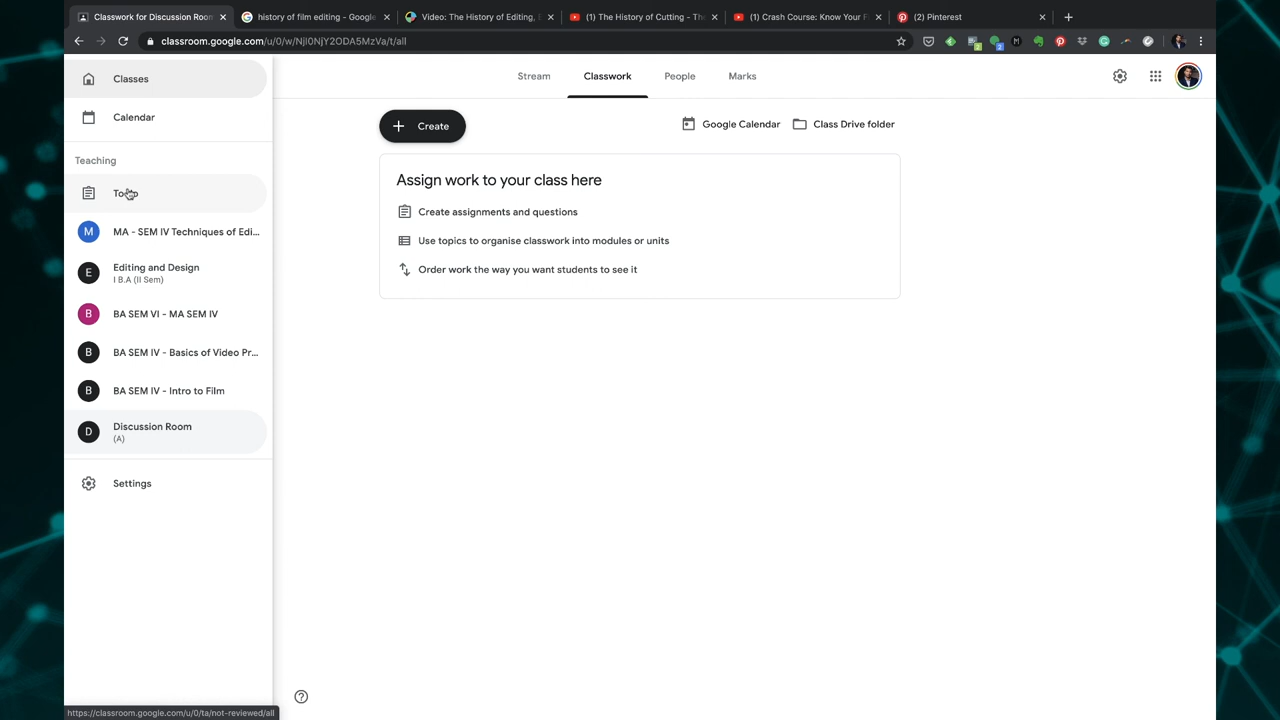 Classwork for Discussion Room
history of film editing - Google
Video: The History of Editing, E
(1) The History of Cutting - The
(1) Crash Course: Know Your F
(2) Pinterest
classroom.google.com/u/0/w/NjI0NjY2ODA5MzVa/t/all
Classes
Stream
Classwork
People
Marks
Calendar
Create
Google Calendar
Class Drive folder
Teaching
Assign work to your class here
Create assignments and questions
M
MA - SEM IV Techniques of Edi...
Use topics to organise classwork into modules or units
E
Editing and Design
I B.A (II Sem)
Order work the way you want students to see it
B
BA SEM VI - MA SEM IV
B
BA SEM IV - Basics of Video Pr...
B
BA SEM IV - Intro to Film
D
Discussion Room
(A)
Settings
https://classroom.google.com/u/0/ta/not-reviewed/all